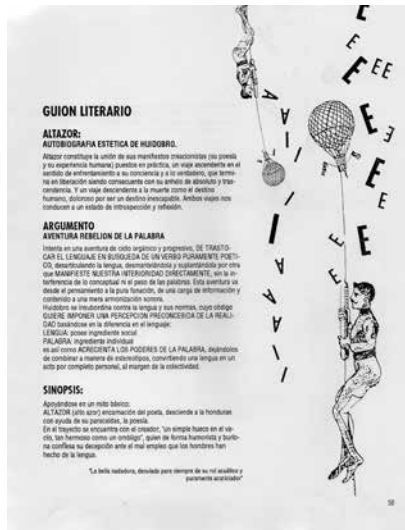 GUION LITERARIO
ALTAZOR:
AUTOBIOGRAFIA ESTETICA DE HUIDOBRO.
Altazor constituye la unión de sus manifiestos creacionistas (su poesía
y su experiencia humana) puestos en práctica, un viaje ascendente en el
sentido de enfrentamiento a su conciencia y a lo verdadero, que termi-
na en liberación siendo consecuente con su anhelo de absoluto y tras-
cendencia. Y un viaje descendente a la muerte como el destino
humano, doloroso por ser un destino inescapable. Ambos viajes nos
conducen a un estado de introspección y reflexión.
ARGUMENTO
AVENTURA REBELION DE LA PALABRA
Intenta en una aventura de ciclo orgánico y progresivo, DE TRASTO-
CAR EL LENGUAJE EN BUSQUEDA DE UN VERBO PURAMENTE POETI-
CO, desarticulando la lengua, desmantelándola y suplantándola por otra
que MANIFIESTE NUESTRA INTERIORIDAD DIRECTAMENTE, sin la in-
terferencia de lo conceptual ni el peso de las palabras. Esta aventura va
desde el pensamiento a la pura fonación, de una carga de información y
contenido a una mera armonización sonora.
Huidobro se insubordina contra la lengua y sus normas, cuyo código
QUIERE IMPONER UNA PERCEPCION PRECONCEBIDA DE LA REALI-
DAD basándose en la diferencia en el lenguaje:
LENGUA: posee ingrediente social
PALABRA: ingrediente individual
es así como ACRECIENTA LOS PODERES DE LA PALABRA, dejándolos
de combinar a manera de estereotipos, convirtiendo una lengua en un
acto por completo personal, al margen de la colectividad.
SINOPSIS:
Apoyándose en un mito básico:
ALTAZOR (alto azor) encarnación del poeta, desciende a la honduras
con ayuda de su paracaídas, la poesía.
En el trayecto se encuentra con el creador, "un simple hueco en el va-
cío, tan hermoso como un ombligo", quien de forma humorista y burlo-
na confiesa su decepción ante el mal empleo que los hombres han
hecho de la lengua.
"La bella nadadora, desviada para siempre de su rol acuático y
puramente acariciador"
E
E
E E E
E
E
E
E
E
E
E
E
E
E
A
A
I
A
I
A
I
A
A
I
A
I
58